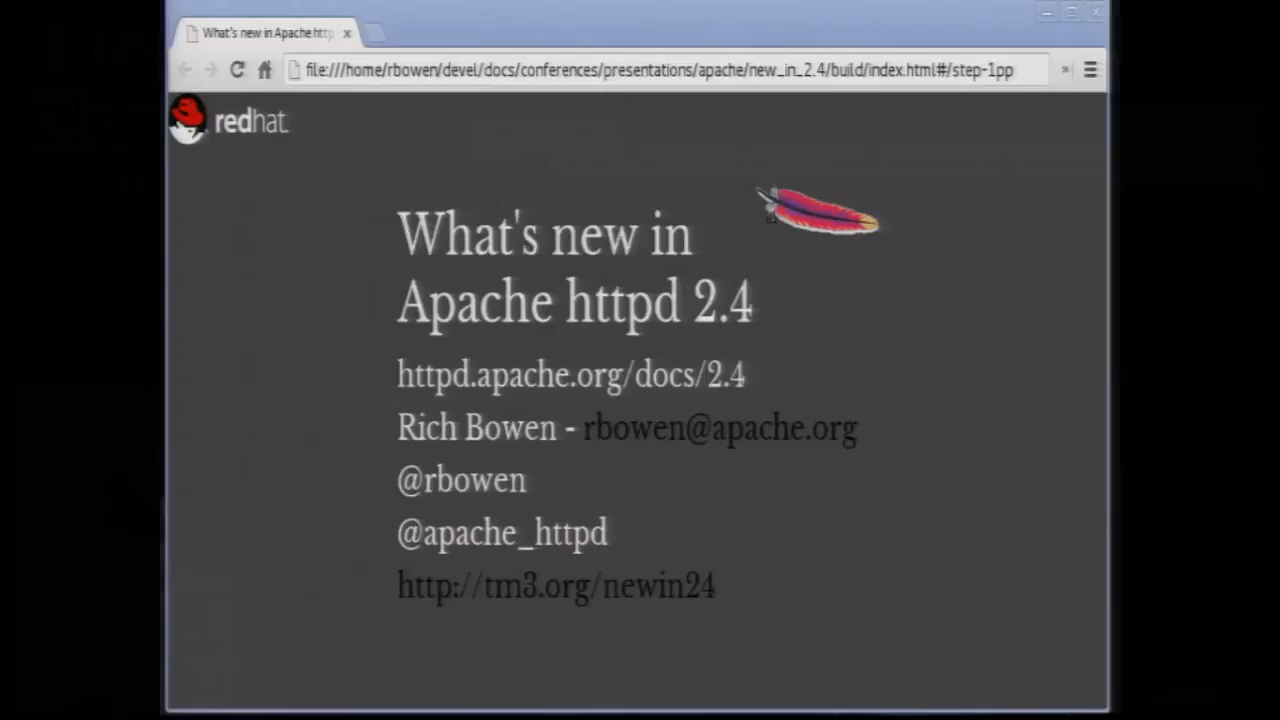 What's new in Apache http
file:///home/rbowen/devel/docs/conferences/presentations/apache/new_in_2.4/build/index.html#/step-1pp
redhat.
What's new in
Apache httpd 2.4
httpd.apache.org/docs/2.4
Rich Bowen - rbowen@apache.org
@rbowen
@apache_httpd
http://tm3.org/newin24